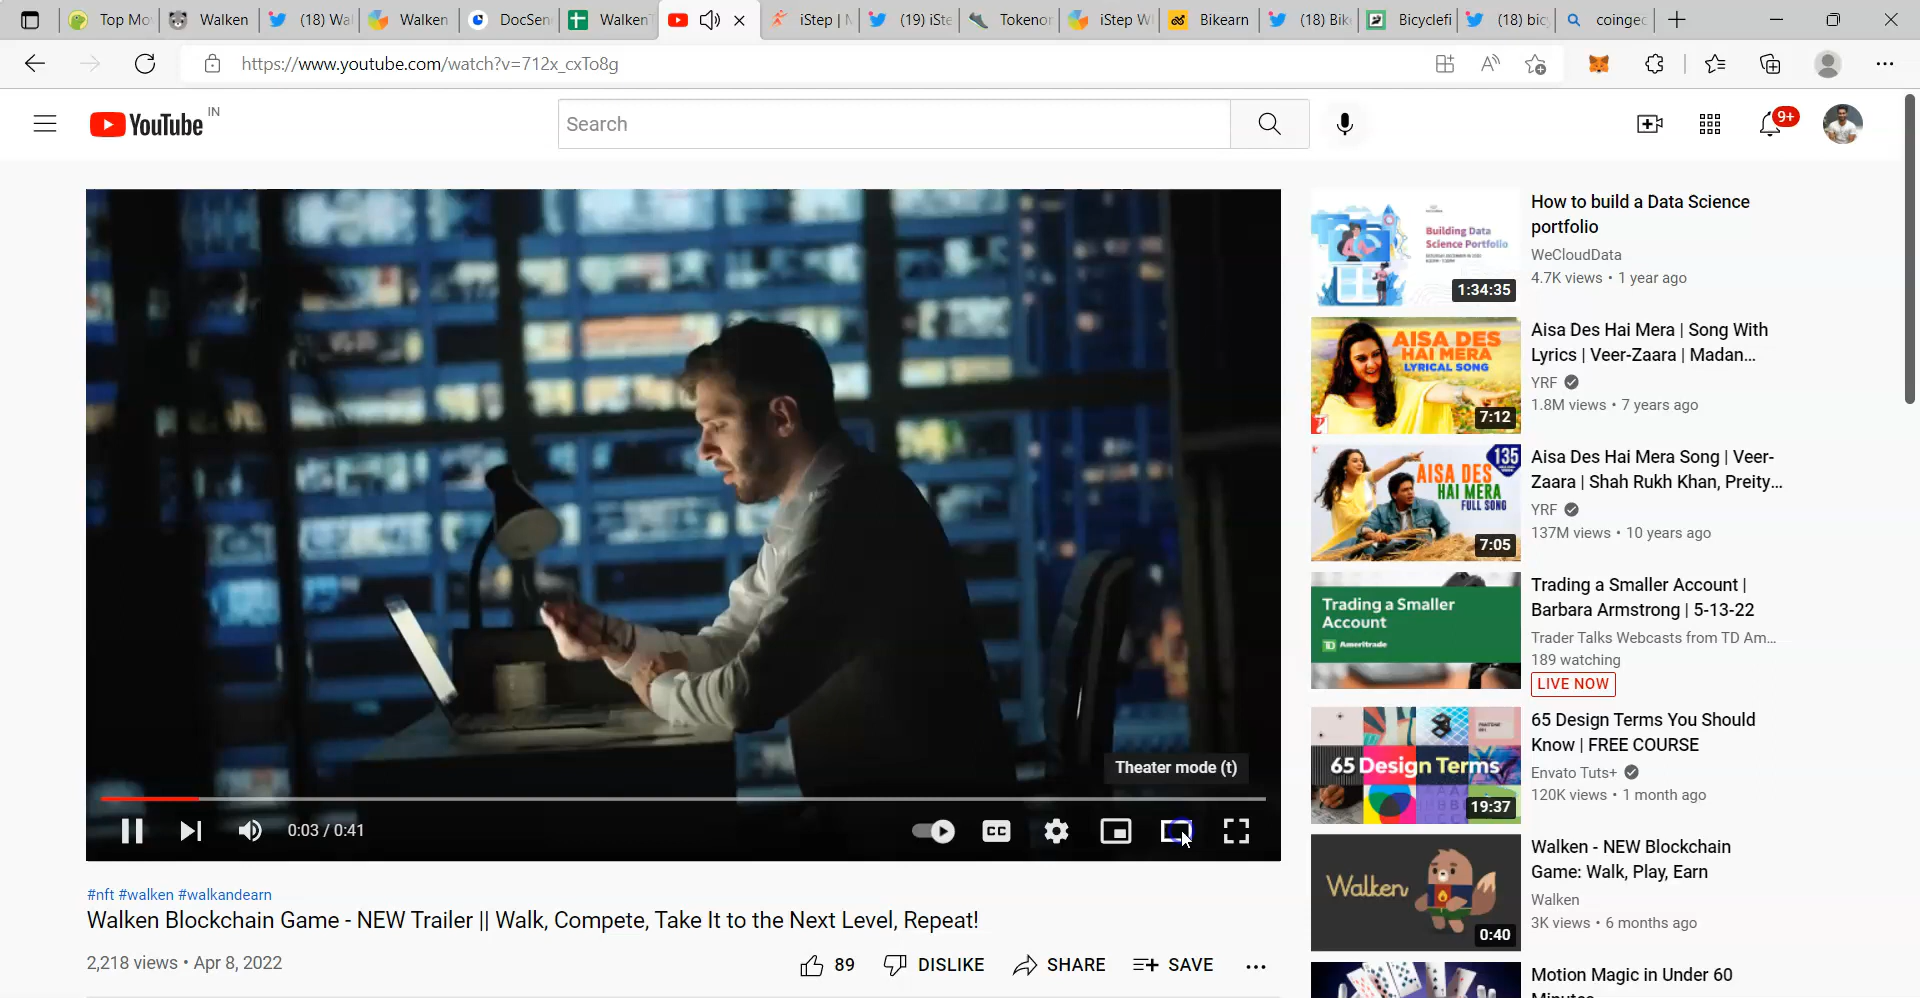 Top Mo
Walken
(18) Wa
Walken
DocSen
Walken
iStep | M
(19) iSte
Tokenor
iStep W
Bikearn
(18) Bik
Bicyclefi
(18) bic
coingec
https://www.youtube.com/watch?v=712x_cxTo8g
YouTube IN
Search
9+
Theater mode (t)
0:03 / 0:41
CC
#nft #walken #walkandearn
Walken Blockchain Game - NEW Trailer || Walk, Compete, Take It to the Next Level, Repeat!
2,218 views • Apr 8, 2022
89
DISLIKE
SHARE
SAVE
Building Data
Science Portfolio
1:34:35
How to build a Data Science
portfolio
WeCloudData
4.7K views • 1 year ago
AISA DES
HAI MERA
LYRICAL SONG
7:12
Aisa Des Hai Mera | Song With
Lyrics | Veer-Zaara | Madan...
YRF
1.8M views • 7 years ago
135
AISA DES
HAI MERA
FULL SONG
7:05
Aisa Des Hai Mera Song | Veer-
Zaara | Shah Rukh Khan, Preity...
YRF
137M views • 10 years ago
Trading a Smaller
Account
Ameritrade
Trading a Smaller Account |
Barbara Armstrong | 5-13-22
Trader Talks Webcasts from TD Am...
189 watching
LIVE NOW
65 Design Terms
19:37
65 Design Terms You Should
Know | FREE COURSE
Envato Tuts+
120K views • 1 month ago
Walken
0:40
Walken - NEW Blockchain
Game: Walk, Play, Earn
Walken
3K views • 6 months ago
Motion Magic in Under 60